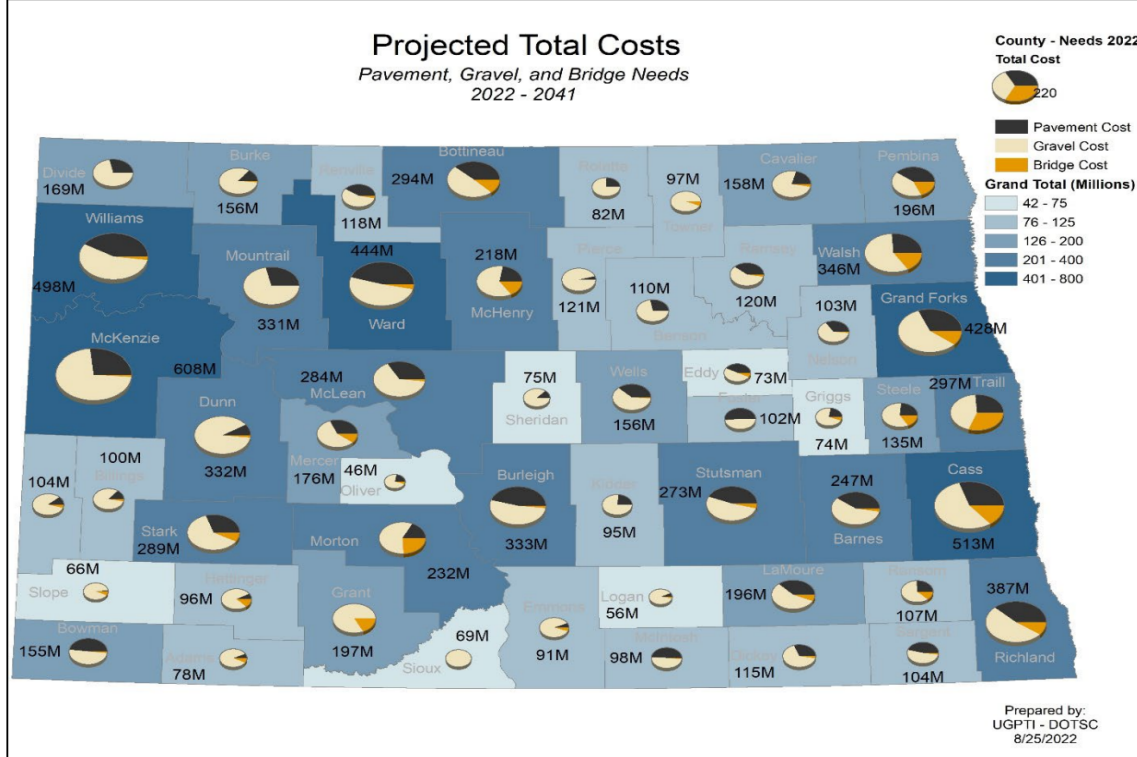 Projected Total Costs
Pavement, Gravel, and Bridge Needs
2022 - 2041
County - Needs 2022
Total Cost
220
Pavement Cost
Gravel Cost
Bridge Cost
Grand Total (Millions)
42 - 75
76 - 125
126 - 200
201 - 400
401 - 800
Divide
169M
Burke
156M
Renville
118M
Bottineau
294M
Rolette
82M
97M
Towner
Cavalier
158M
Pembina
196M
Williams
498M
Mountrail
331M
444M
Ward
218M
McHenry
Pierce
121M
110M
Benson
Ramsey
120M
Walsh
346M
103M
Nelson
Grand Forks
428M
McKenzie
608M
Dunn
332M
284M
McLean
75M
Sheridan
Wells
156M
Eddy
73M
Foster
102M
Griggs
74M
Steele
135M
297M
Traill
104M
100M
Billings
Mercer
176M
46M
Oliver
Burleigh
333M
Kidder
95M
Stutsman
273M
247M
Barnes
Cass
513M
Stark
289M
Morton
232M
66M
Slope
Hettinger
96M
Grant
197M
Emmons
91M
Logan
56M
LaMoure
196M
Ransom
107M
387M
Richland
Bowman
155M
Adams
78M
69M
Sioux
McIntosh
98M
Dickey
115M
Sargent
104M
Prepared by:
UGPTI - DOTSC
8/25/2022